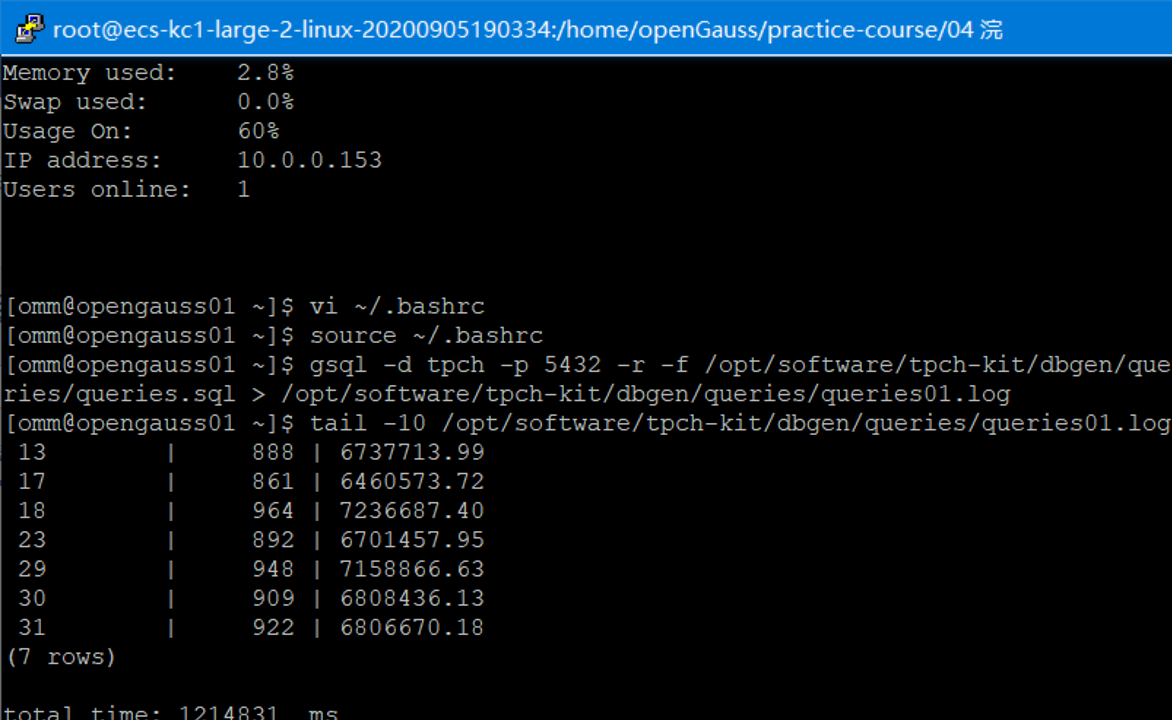 root@ecs-kc1-large-2-linux-20200905190334:/home/openGauss/practice-course/04 浣
Memory used: 2.8%
Swap used: 0.0%
Usage On: 60%
IP address: 10.0.0.153
Users online: 1
[omm@opengauss01 ~]$ vi ~/.bashrc
[omm@opengauss01 ~]$ source ~/.bashrc
[omm@opengauss01 ~]$ gsql -d tpch -p 5432 -r -f /opt/software/tpch-kit/dbgen/que
ries/queries.sql > /opt/software/tpch-kit/dbgen/queries/queries01.log
[omm@opengauss01 ~]$ tail -10 /opt/software/tpch-kit/dbgen/queries/queries01.log
13 | 888 | 6737713.99
17 | 861 | 6460573.72
18 | 964 | 7236687.40
23 | 892 | 6701457.95
29 | 948 | 7158866.63
30 | 909 | 6808436.13
31 | 922 | 6806670.18
(7 rows)
total time: 1214831 ms